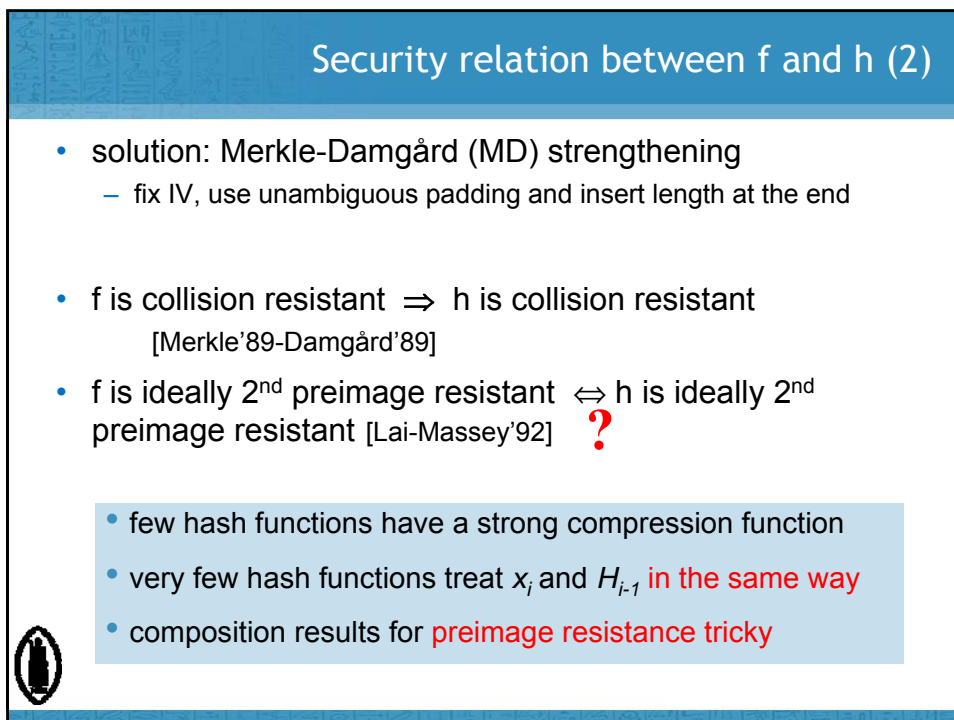 Security relation between f and h (2)
• solution: Merkle-Damgård (MD) strengthening
– fix IV, use unambiguous padding and insert length at the end
• f is collision resistant ⇒ h is collision resistant
[Merkle’89-Damgård’89]
• f is ideally 2nd preimage resistant ⇔ h is ideally 2nd
preimage resistant [Lai-Massey’92] ?
• few hash functions have a strong compression function
• very few hash functions treat xi and Hi-1 in the same way
• composition results for preimage resistance tricky